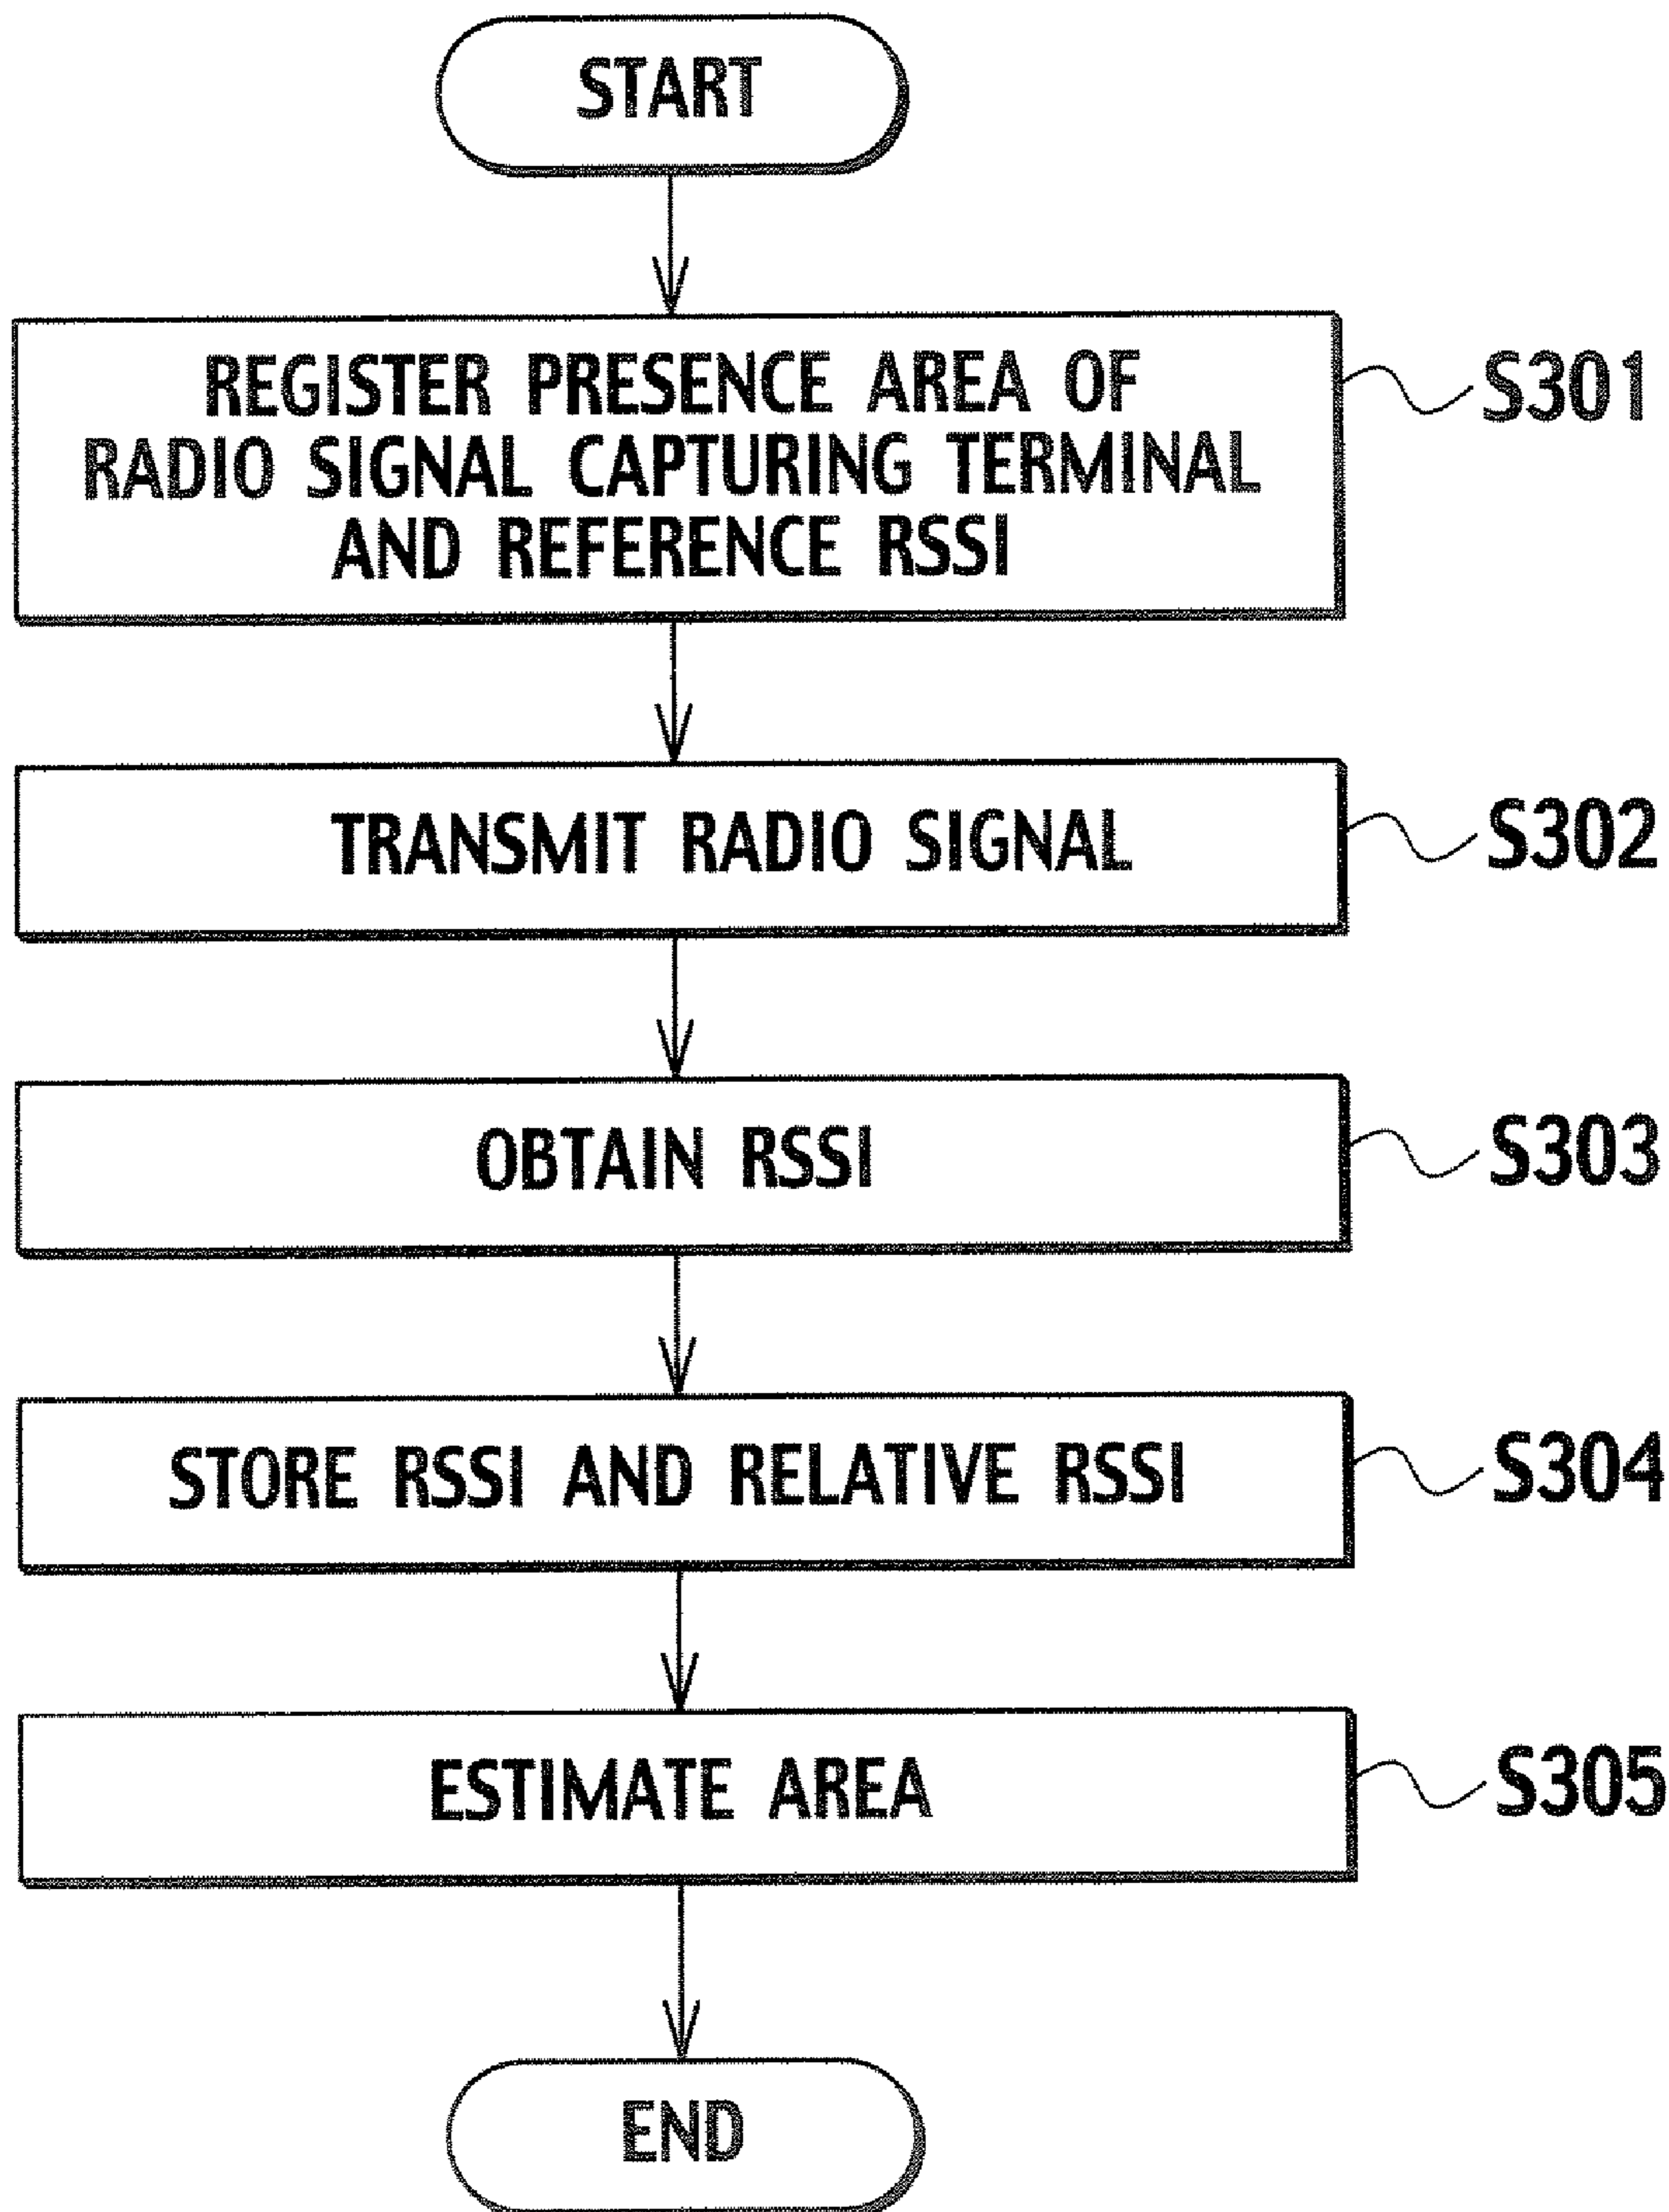 START
REGISTER PRESENCE AREA OF
RADIO SIGNAL CAPTURING TERMINAL
AND REFERENCE RSSI
S301
TRANSMIT RADIO SIGNAL
S302
OBTAIN RSSI
S303
STORE RSSI AND RELATIVE RSSI
S304
ESTIMATE AREA
S305
END